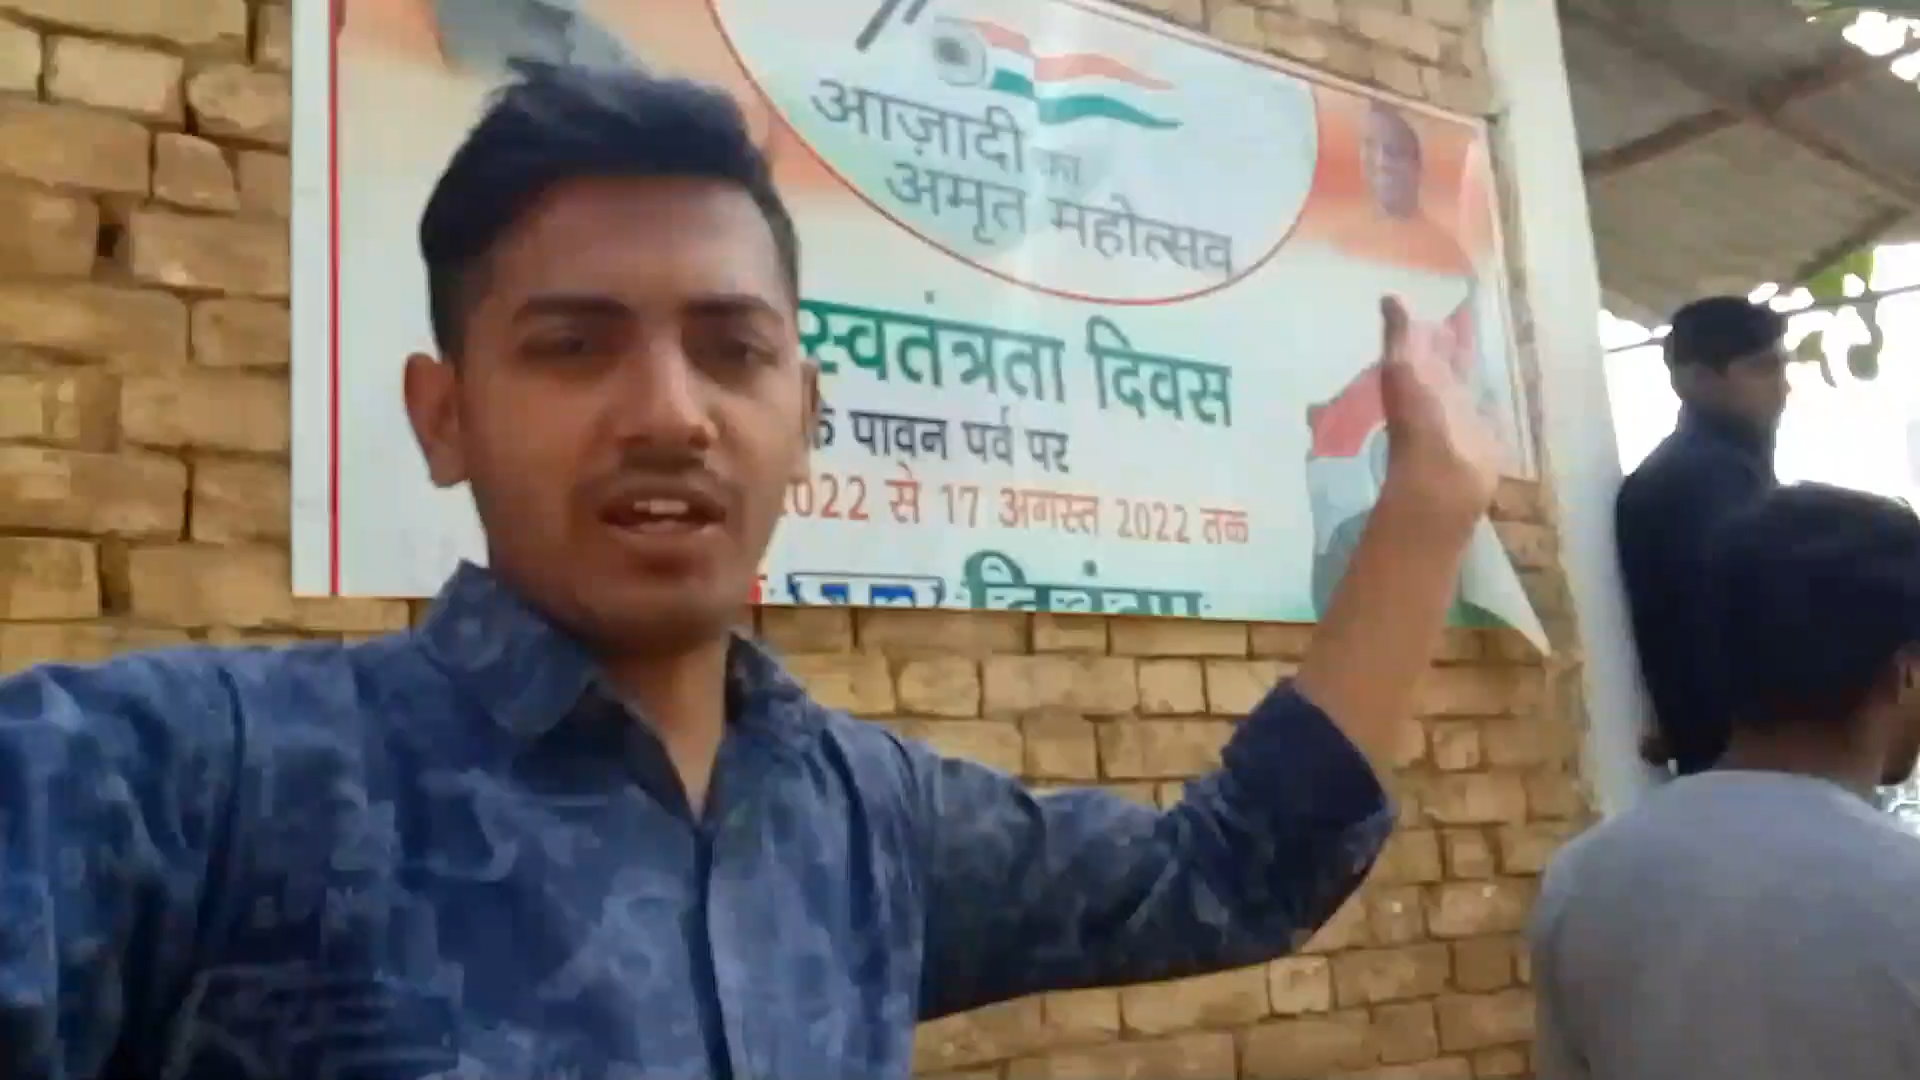 आज़ादी का
अमृत महोत्सव
स्वतंत्रता दिवस
के पावन पर्व पर
2022 से 17 अगस्त 2022 तक